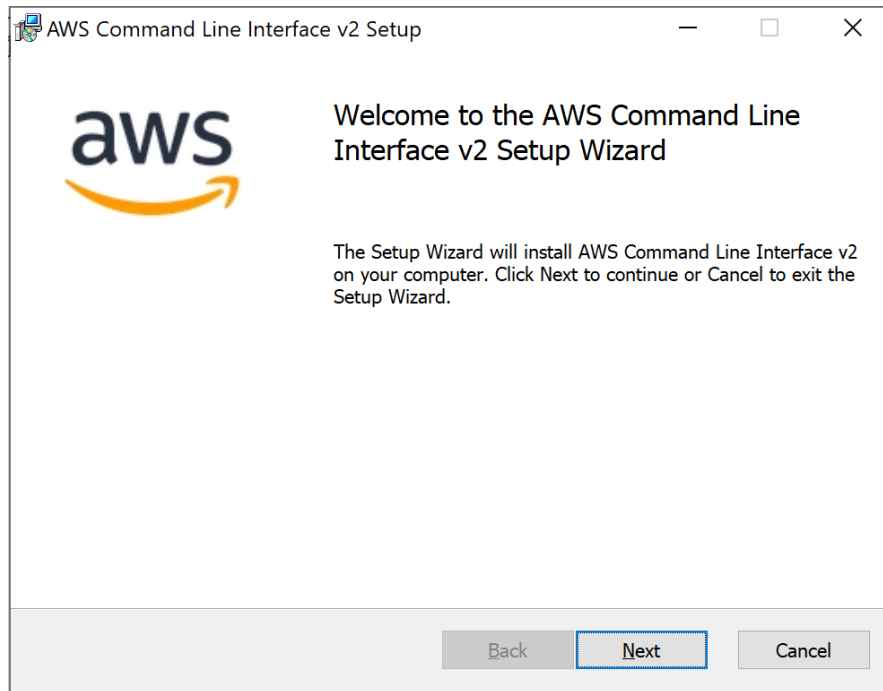 AWS Command Line Interface v2 Setup
aws
Welcome to the AWS Command Line
Interface v2 Setup Wizard
The Setup Wizard will install AWS Command Line Interface v2
on your computer. Click Next to continue or Cancel to exit the
Setup Wizard.
Back
Next
Cancel